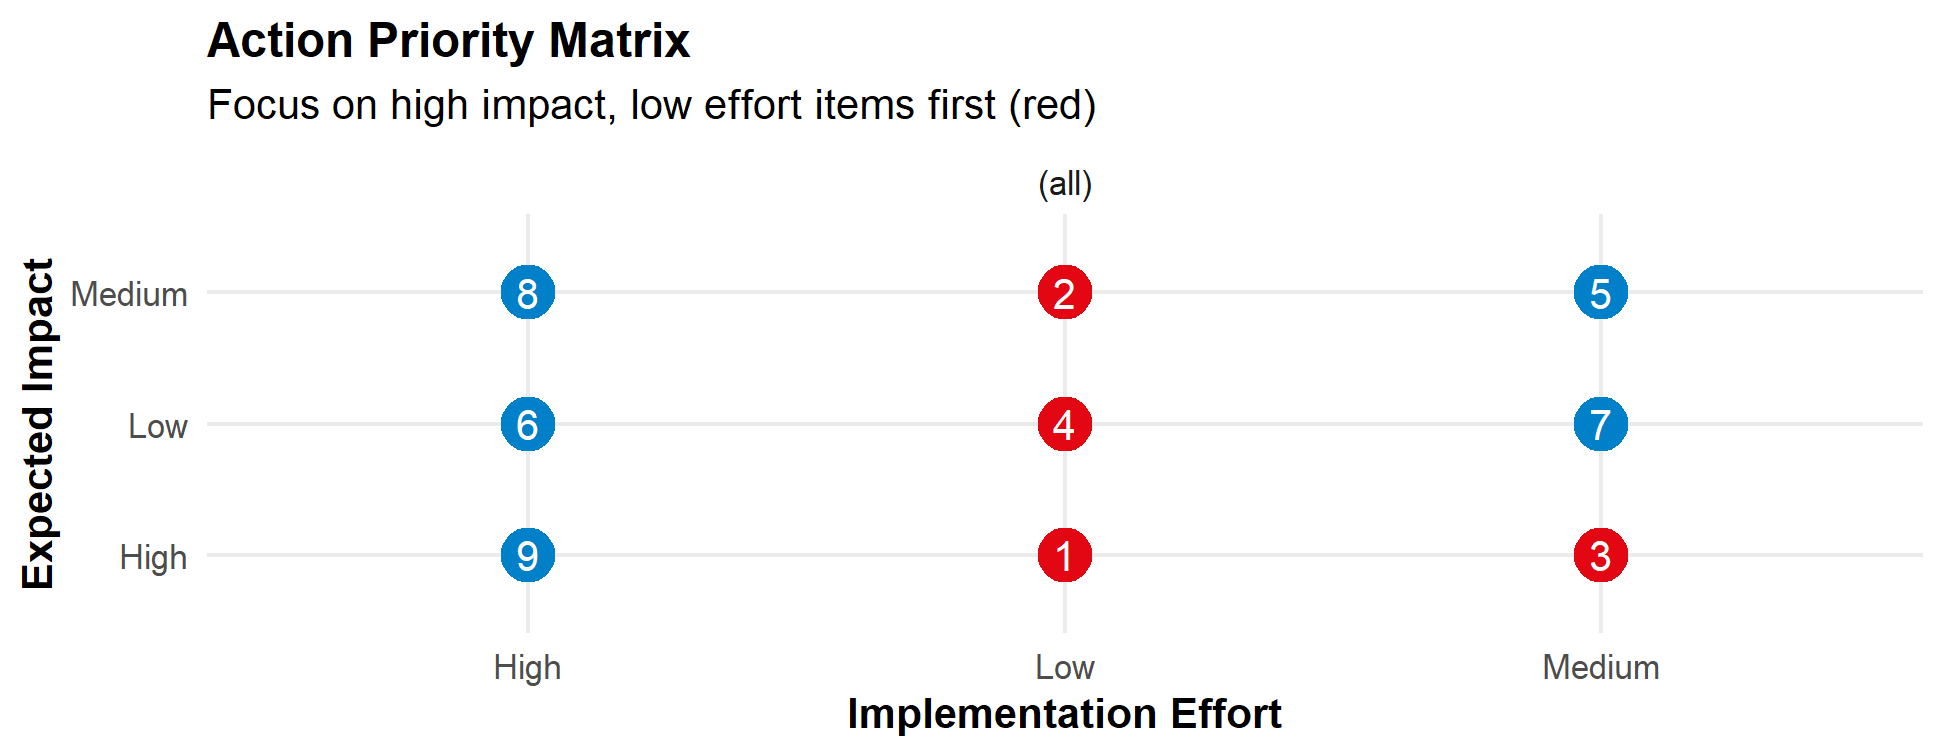 Action Priority Matrix
Focus on high impact, low effort items first (red)
(all)
Expected Impact
Medium 8 2 5
Low 6 4 7
High 9 1 3
High Low Medium
Implementation Effort